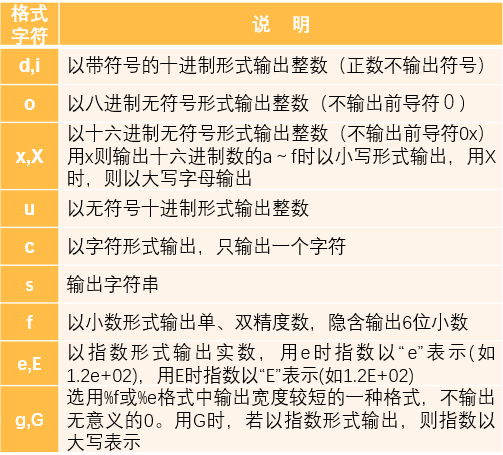 格式
字符
说 明
d,i
以带符号的十进制形式输出整数（正数不输出符号）
o
以八进制无符号形式输出整数（不输出前导符０）
x,X
以十六进制无符号形式输出整数（不输出前导符0x)
用x则输出十六进制数的a～f时以小写形式输出，用X
时，则以大写字母输出
u
以无符号十进制形式输出整数
c
以字符形式输出，只输出一个字符
s
输出字符串
f
以小数形式输出单、双精度数，隐含输出6位小数
e,E
以指数形式输出实数，用e时指数以“e”表示(如
1.2e+02)，用E时指数以“E”表示(如1.2E+02)
g,G
选用%f或%e格式中输出宽度较短的一种格式，不输出
无意义的0。用G时，若以指数形式输出，则指数以
大写表示